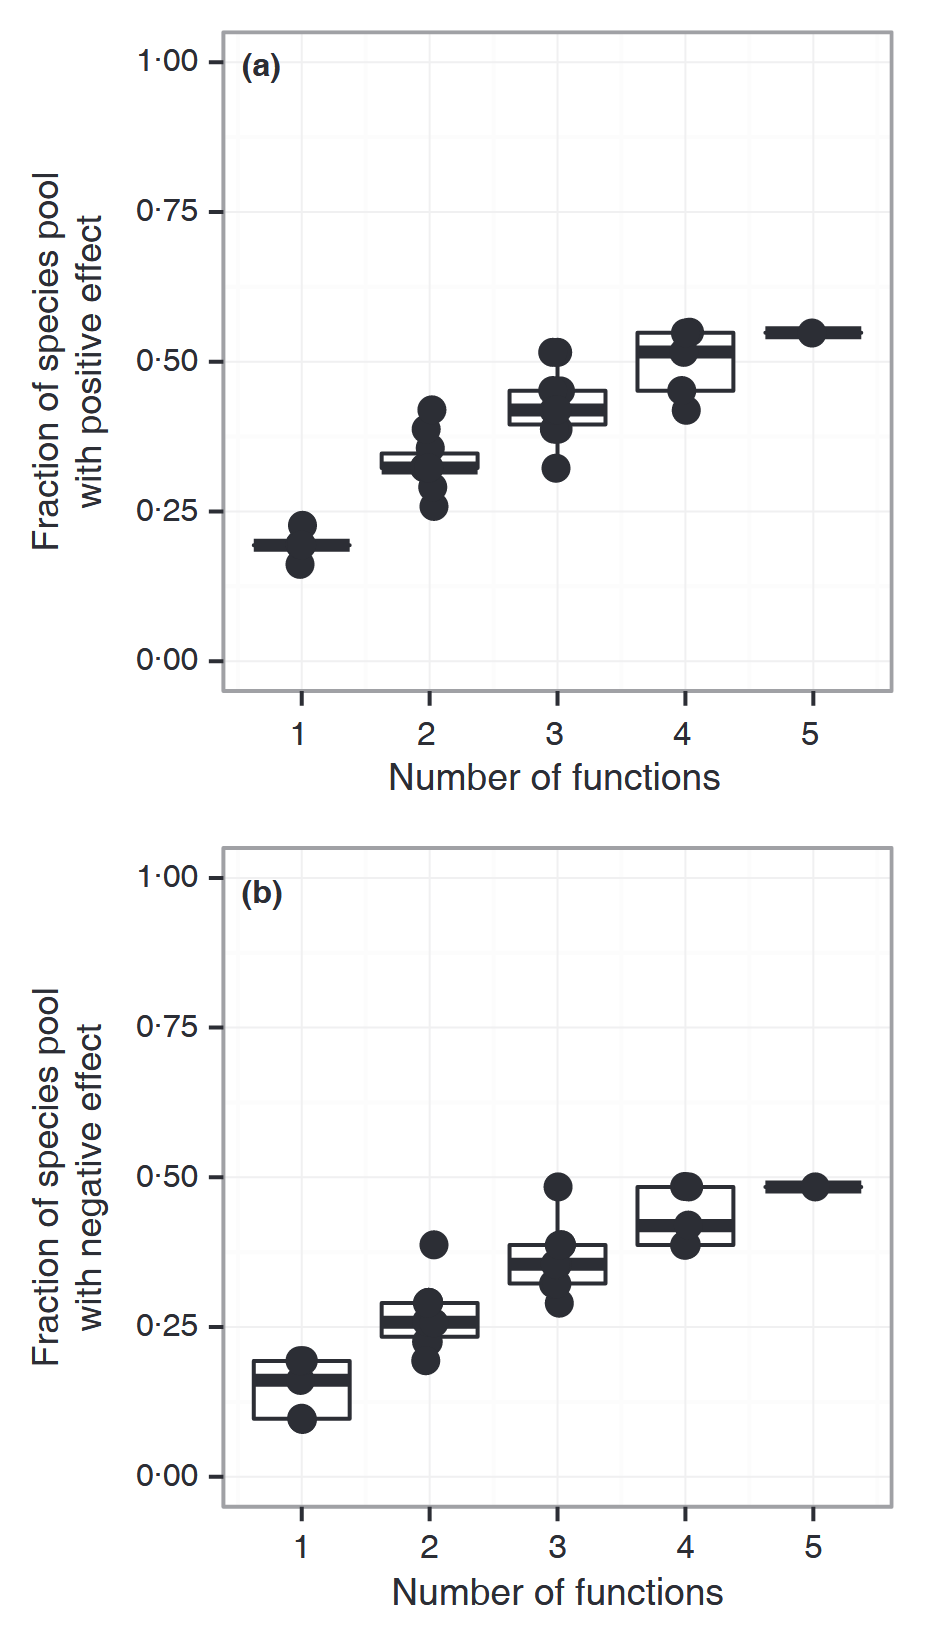 (a)
Fraction of species pool
with positive effect
1·00
0·75
0·50
0·25
0·00
1 2 3 4 5
Number of functions
(b)
Fraction of species pool
with negative effect
1·00
0·75
0·50
0·25
0·00
1 2 3 4 5
Number of functions